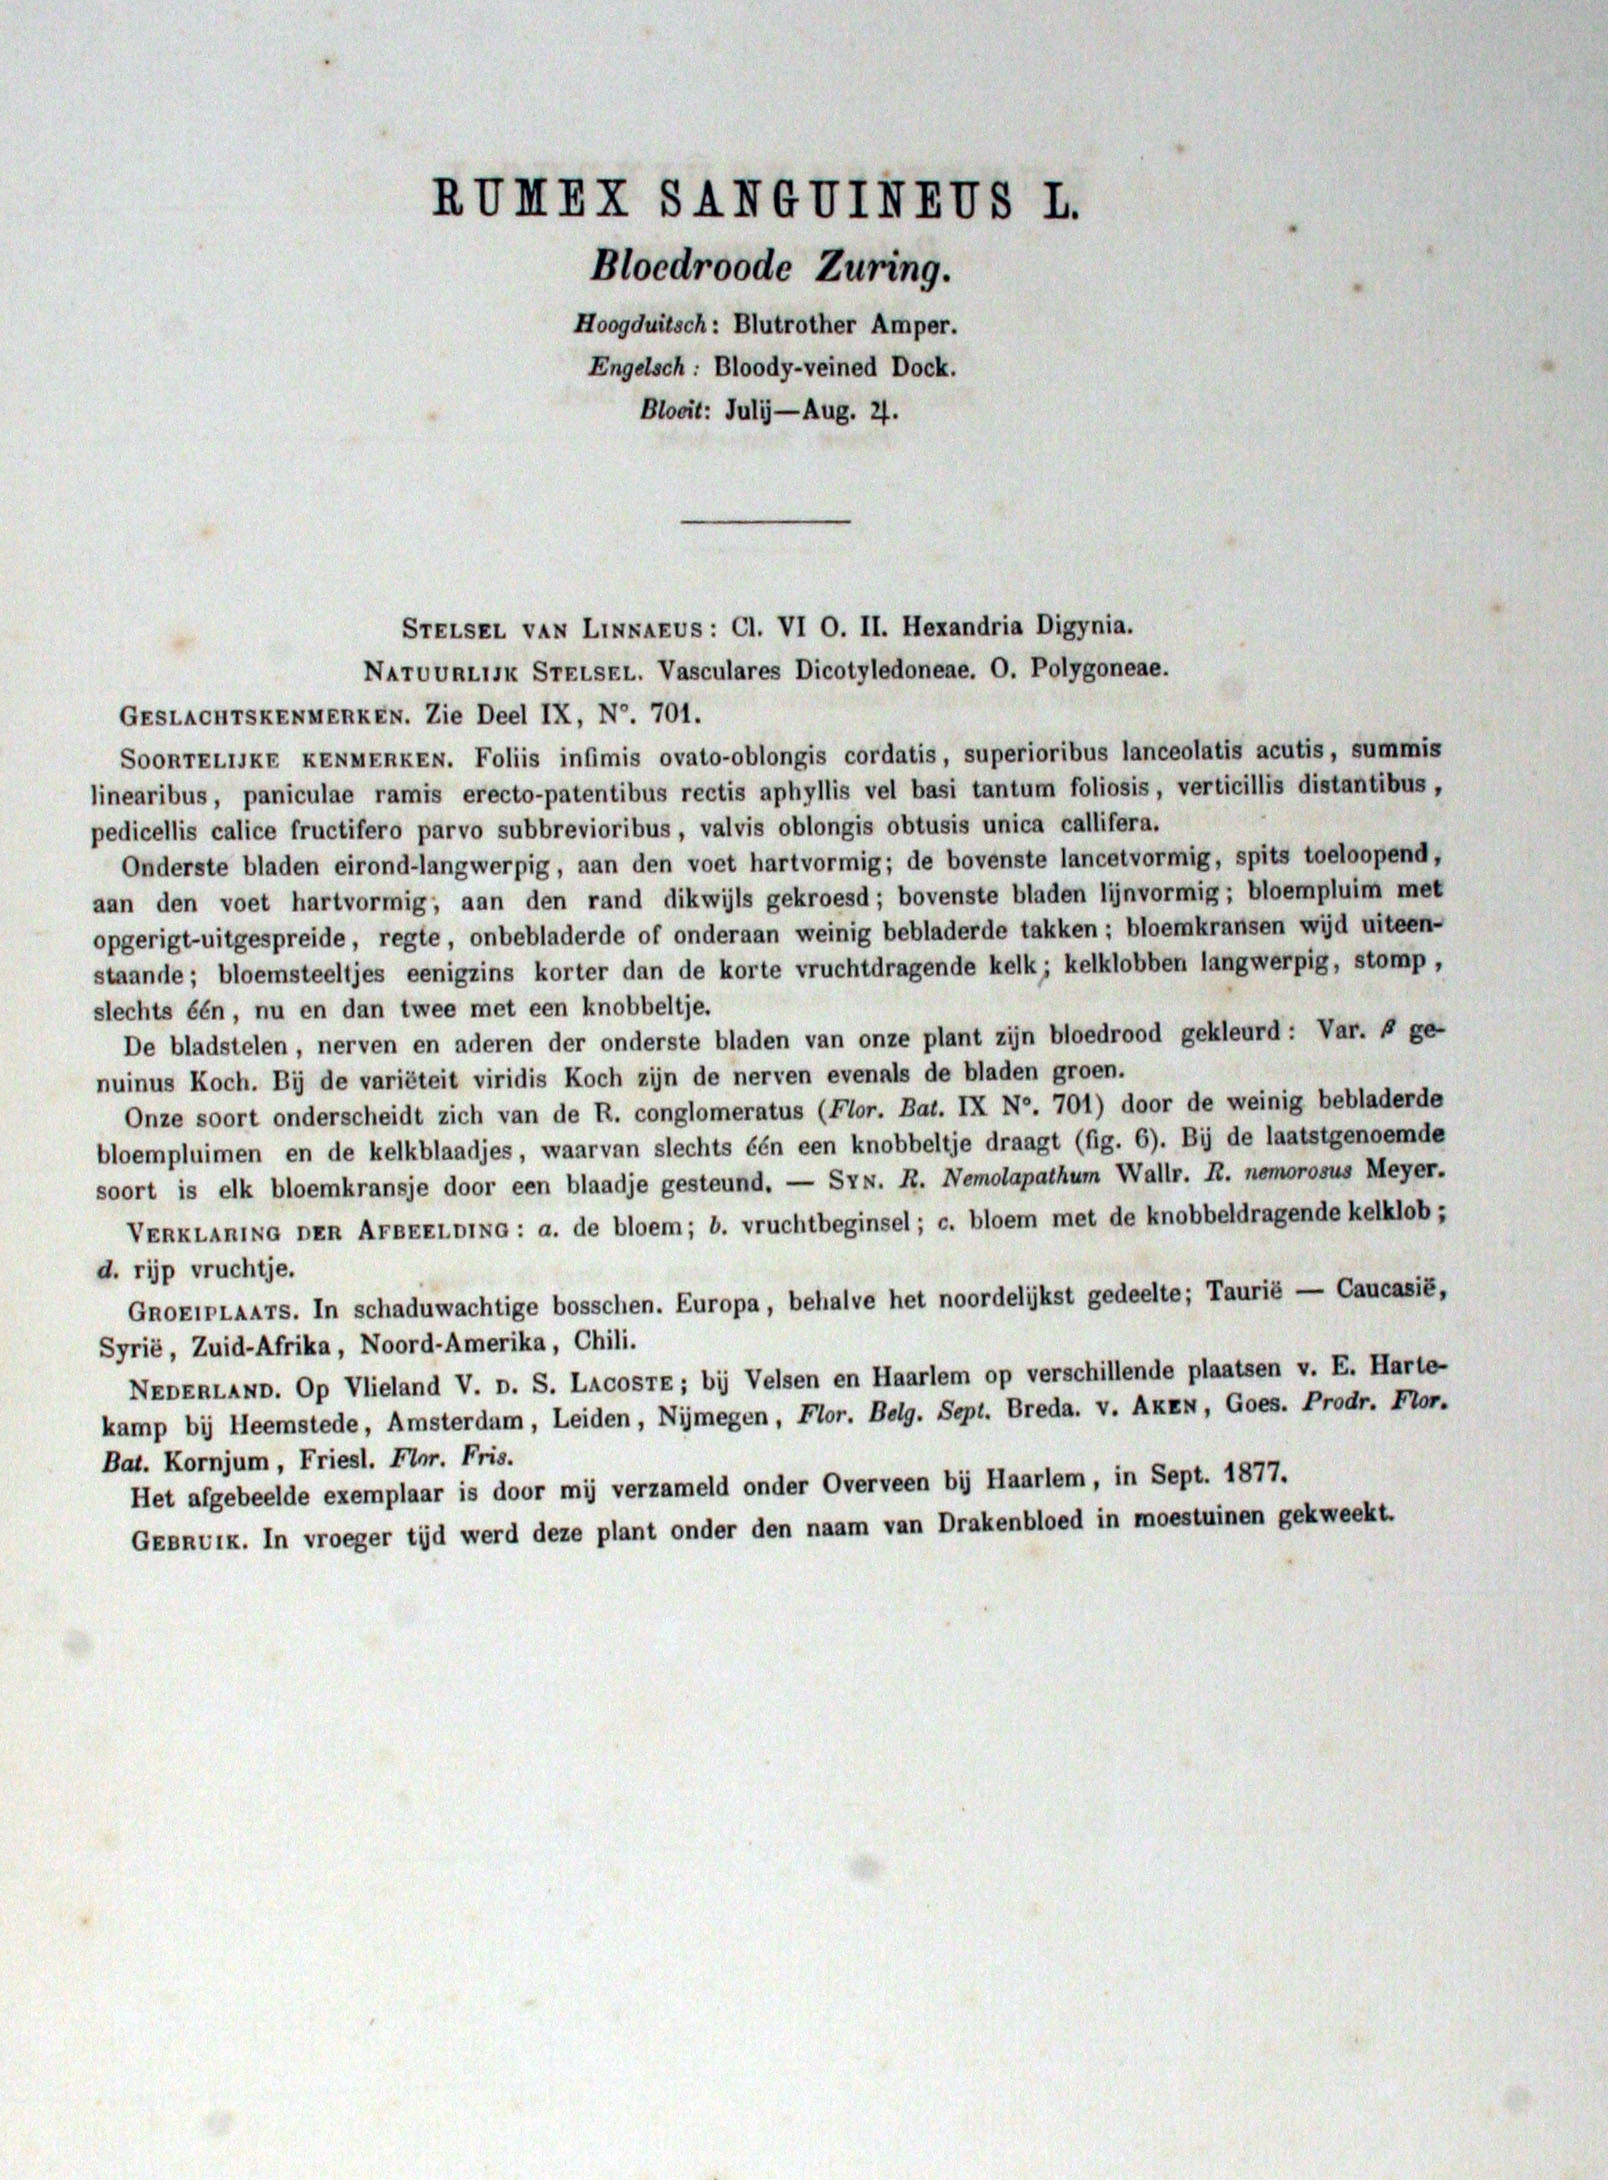 RUMEX SANGUINEUS L.
Bloedroode Zuring.
Hoogduitsch: Blutrother Amper.
Engelsch: Bloody-veined Dock.
Bloeit: Julij—Aug. ♃.
STELSEL VAN LINNAEUS: Cl. VI O. II. Hexandria Digynia.
NATUURLIJK STELSEL. Vasculares Dicotyledoneae. O. Polygoneae.
GESLACHTSKENMERKEN. Zie Deel IX, N°. 701.
SOORTELIJKE KENMERKEN. Foliis infimis ovato-oblongis cordatis, superioribus lanceolatis acutis, summis
linearibus, paniculae ramis erecto-patentibus rectis aphyllis vel basi tantum foliosis, verticillis distantibus,
pedicellis calice fructifero parvo subbrevioribus, valvis oblongis obtusis unica callifera.
Onderste bladen eirond-langwerpig, aan den voet hartvormig; de bovenste lancetvormig, spits toeloopend,
aan den voet hartvormig, aan den rand dikwijls gekroesd; bovenste bladen lijnvormig; bloempluim met
opgerigt-uitgespreide, regte, onbebladerde of onderaan weinig bebladerde takken; bloemkransen wijd uiteen-
staande; bloemsteeltjes eenigzins korter dan de korte vruchtdragende kelk; kelklobben langwerpig, stomp,
slechts één, nu en dan twee met een knobbeltje.
De bladstelen, nerven en aderen der onderste bladen van onze plant zijn bloedrood gekleurd: Var. β ge-
nuinus Koch. Bij de variëteit viridis Koch zijn de nerven evenals de bladen groen.
Onze soort onderscheidt zich van de R. conglomeratus (Flor. Bat. IX N°. 701) door de weinig bebladerde
bloempluimen en de kelkblaadjes, waarvan slechts één een knobbeltje draagt (fig. 6). Bij de laatstgenoemde
soort is elk bloemkransje door een blaadje gesteund. — SYN. R. Nemolapathum Wallr. R. nemorosus Meyer.
VERKLARING DER AFBEELDING: a. de bloem; b. vruchtbeginsel; c. bloem met de knobbeldragende kelklob;
d. rijp vruchtje.
GROEIPLAATS. In schaduwachtige bosschen. Europa, behalve het noordelijkst gedeelte; Taurië — Caucasië,
Syrië, Zuid-Afrika, Noord-Amerika, Chili.
NEDERLAND. Op Vlieland V. D. S. LACOSTE; bij Velsen en Haarlem op verschillende plaatsen v. E. Harte-
kamp bij Heemstede, Amsterdam, Leiden, Nijmegen, Flor. Belg. Sept. Breda. v. AKEN, Goes. Prodr. Flor.
Bat. Kornjum, Friesl. Flor. Fris.
Het afgebeelde exemplaar is door mij verzameld onder Overveen bij Haarlem, in Sept. 1877.
GEBRUIK. In vroeger tijd werd deze plant onder den naam van Drakenbloed in moestuinen gekweekt.